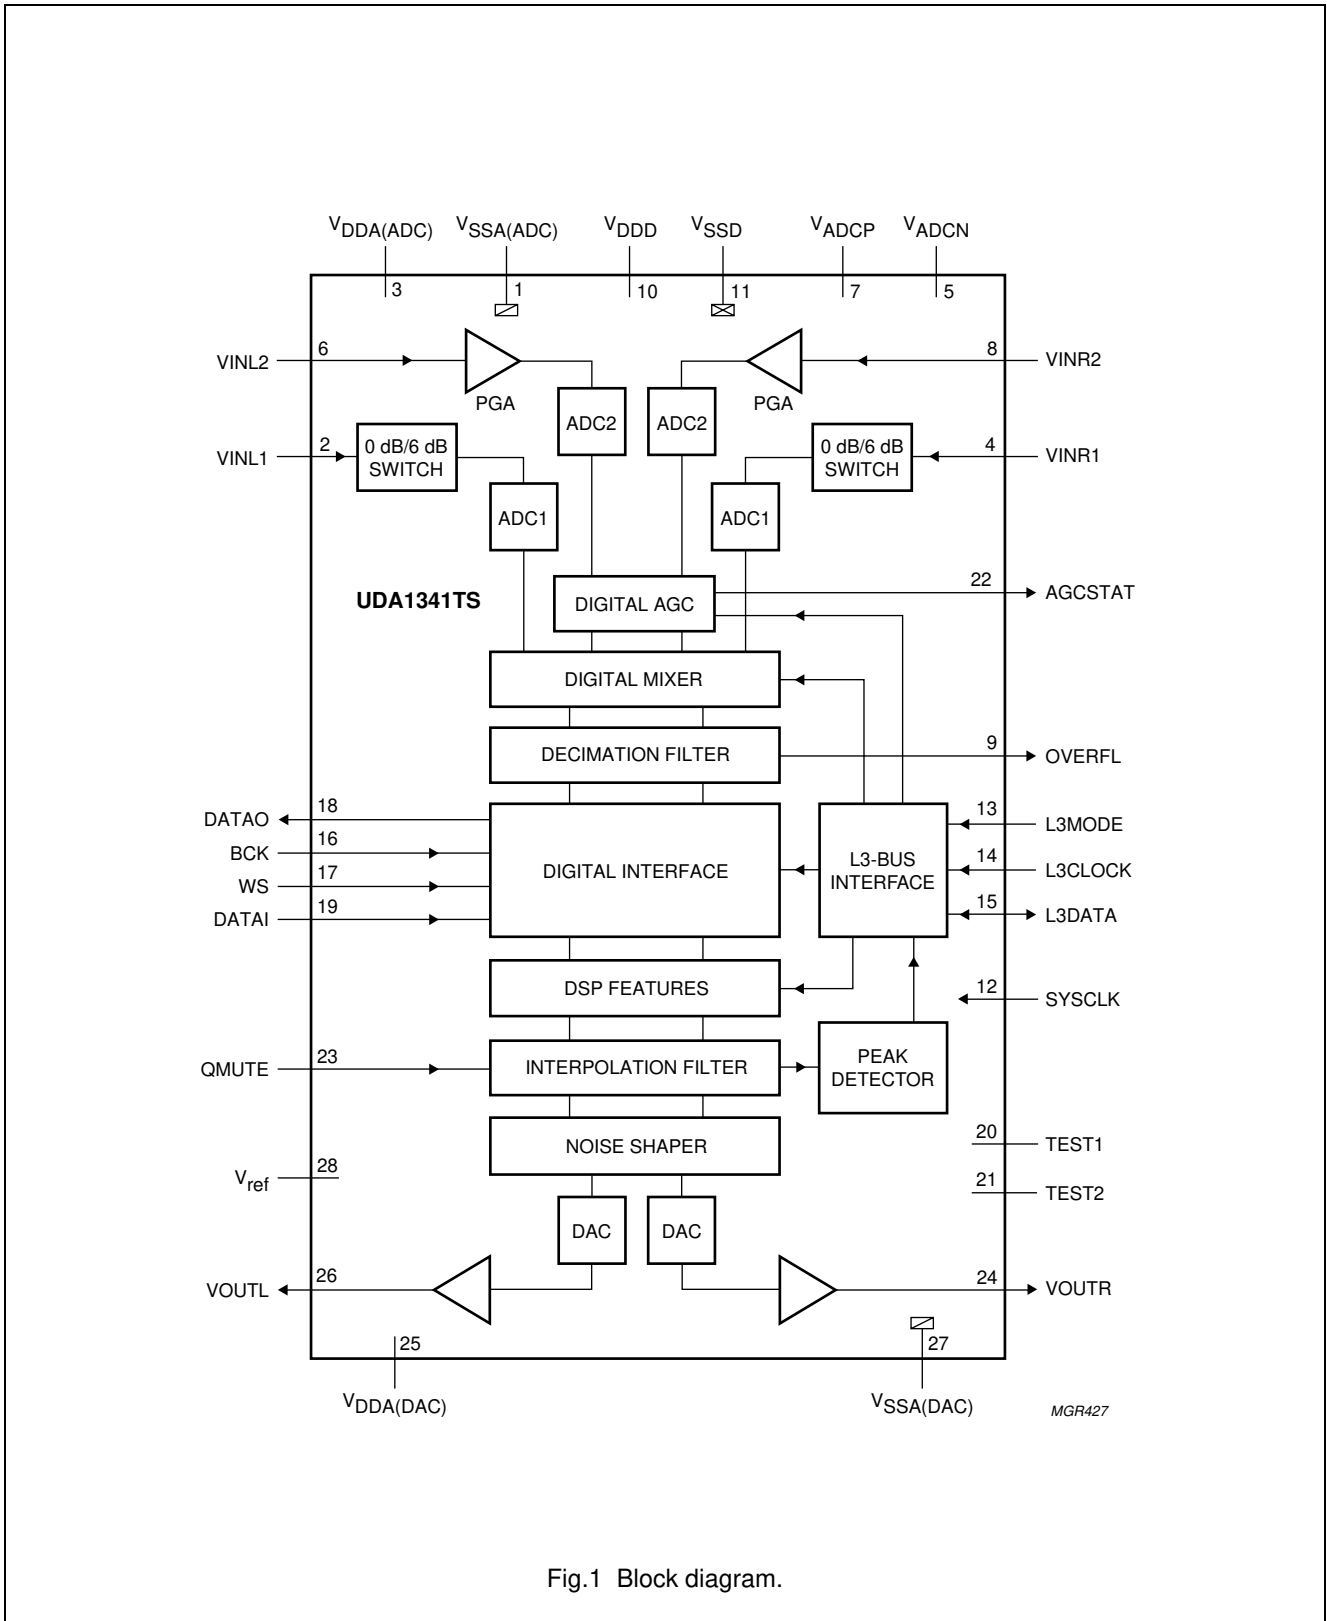 VDDA(ADC) VSSA(ADC) VDDD VSSD VADCP VADCN
3 1 10 11 7 5
VINL2 6 8 VINR2
PGA PGA
ADC2 ADC2
VINL1 2 0 dB/6 dB SWITCH 0 dB/6 dB SWITCH 4 VINR1
ADC1 ADC1
UDA1341TS
DIGITAL AGC 22 AGCSTAT
DIGITAL MIXER
DECIMATION FILTER 9 OVERFL
DATAO 18
BCK 16
WS 17
DATAI 19
DIGITAL INTERFACE
L3-BUS
INTERFACE
13 L3MODE
14 L3CLOCK
15 L3DATA
DSP FEATURES
12 SYSCLK
QMUTE 23
INTERPOLATION FILTER
PEAK
DETECTOR
NOISE SHAPER
20 TEST1
Vref 28
21 TEST2
DAC DAC
VOUTL 26 24 VOUTR
25 27
VDDA(DAC) VSSA(DAC)
MGR427
Fig.1 Block diagram.